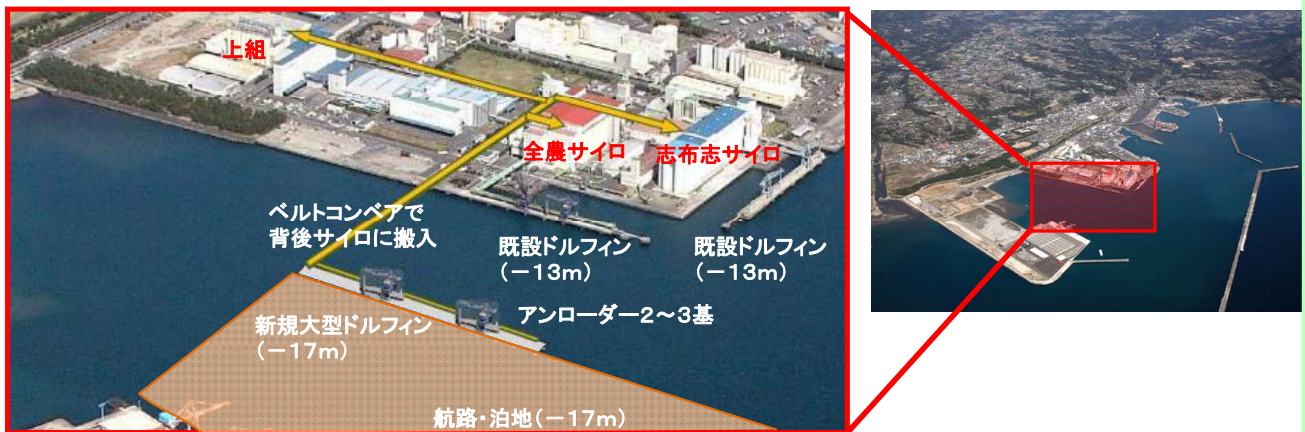 上組
全農サイロ
志布志サイロ
ベルトコンベアで
背後サイロに搬入
既設ドルフィン
(－13m)
既設ドルフィン
(－13m)
アンローダー2～3基
新規大型ドルフィン
(－17m)
航路・泊地(－17m)